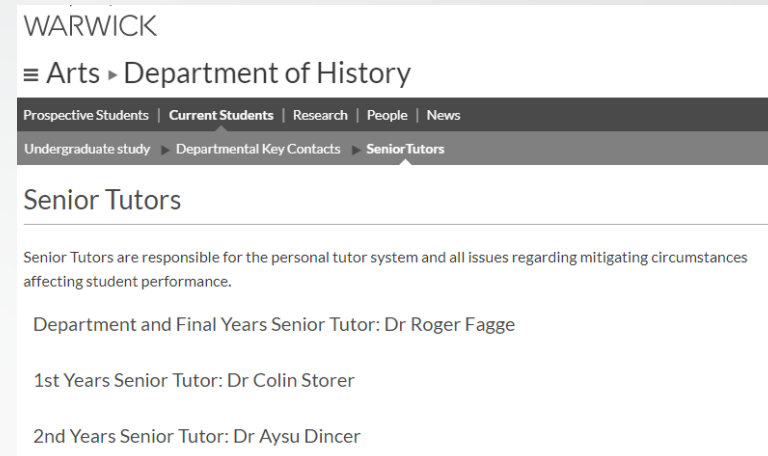 WARWICK
≡ Arts ▸ Department of History
Prospective Students | Current Students | Research | People | News
Undergraduate study ▶ Departmental Key Contacts ▶ SeniorTutors
Senior Tutors
Senior Tutors are responsible for the personal tutor system and all issues regarding mitigating circumstances
affecting student performance.
Department and Final Years Senior Tutor: Dr Roger Fagge
1st Years Senior Tutor: Dr Colin Storer
2nd Years Senior Tutor: Dr Aysu Dincer